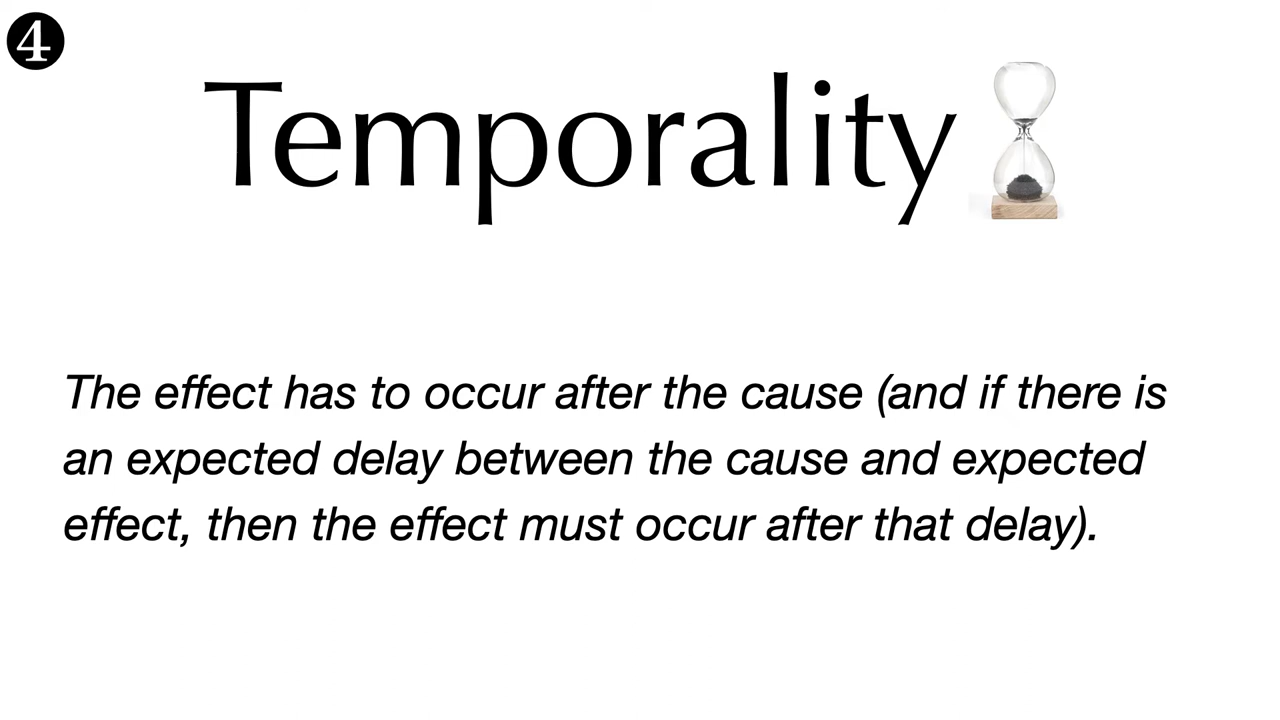 4
Temporality
The effect has to occur after the cause (and if there is
an expected delay between the cause and expected
effect, then the effect must occur after that delay).